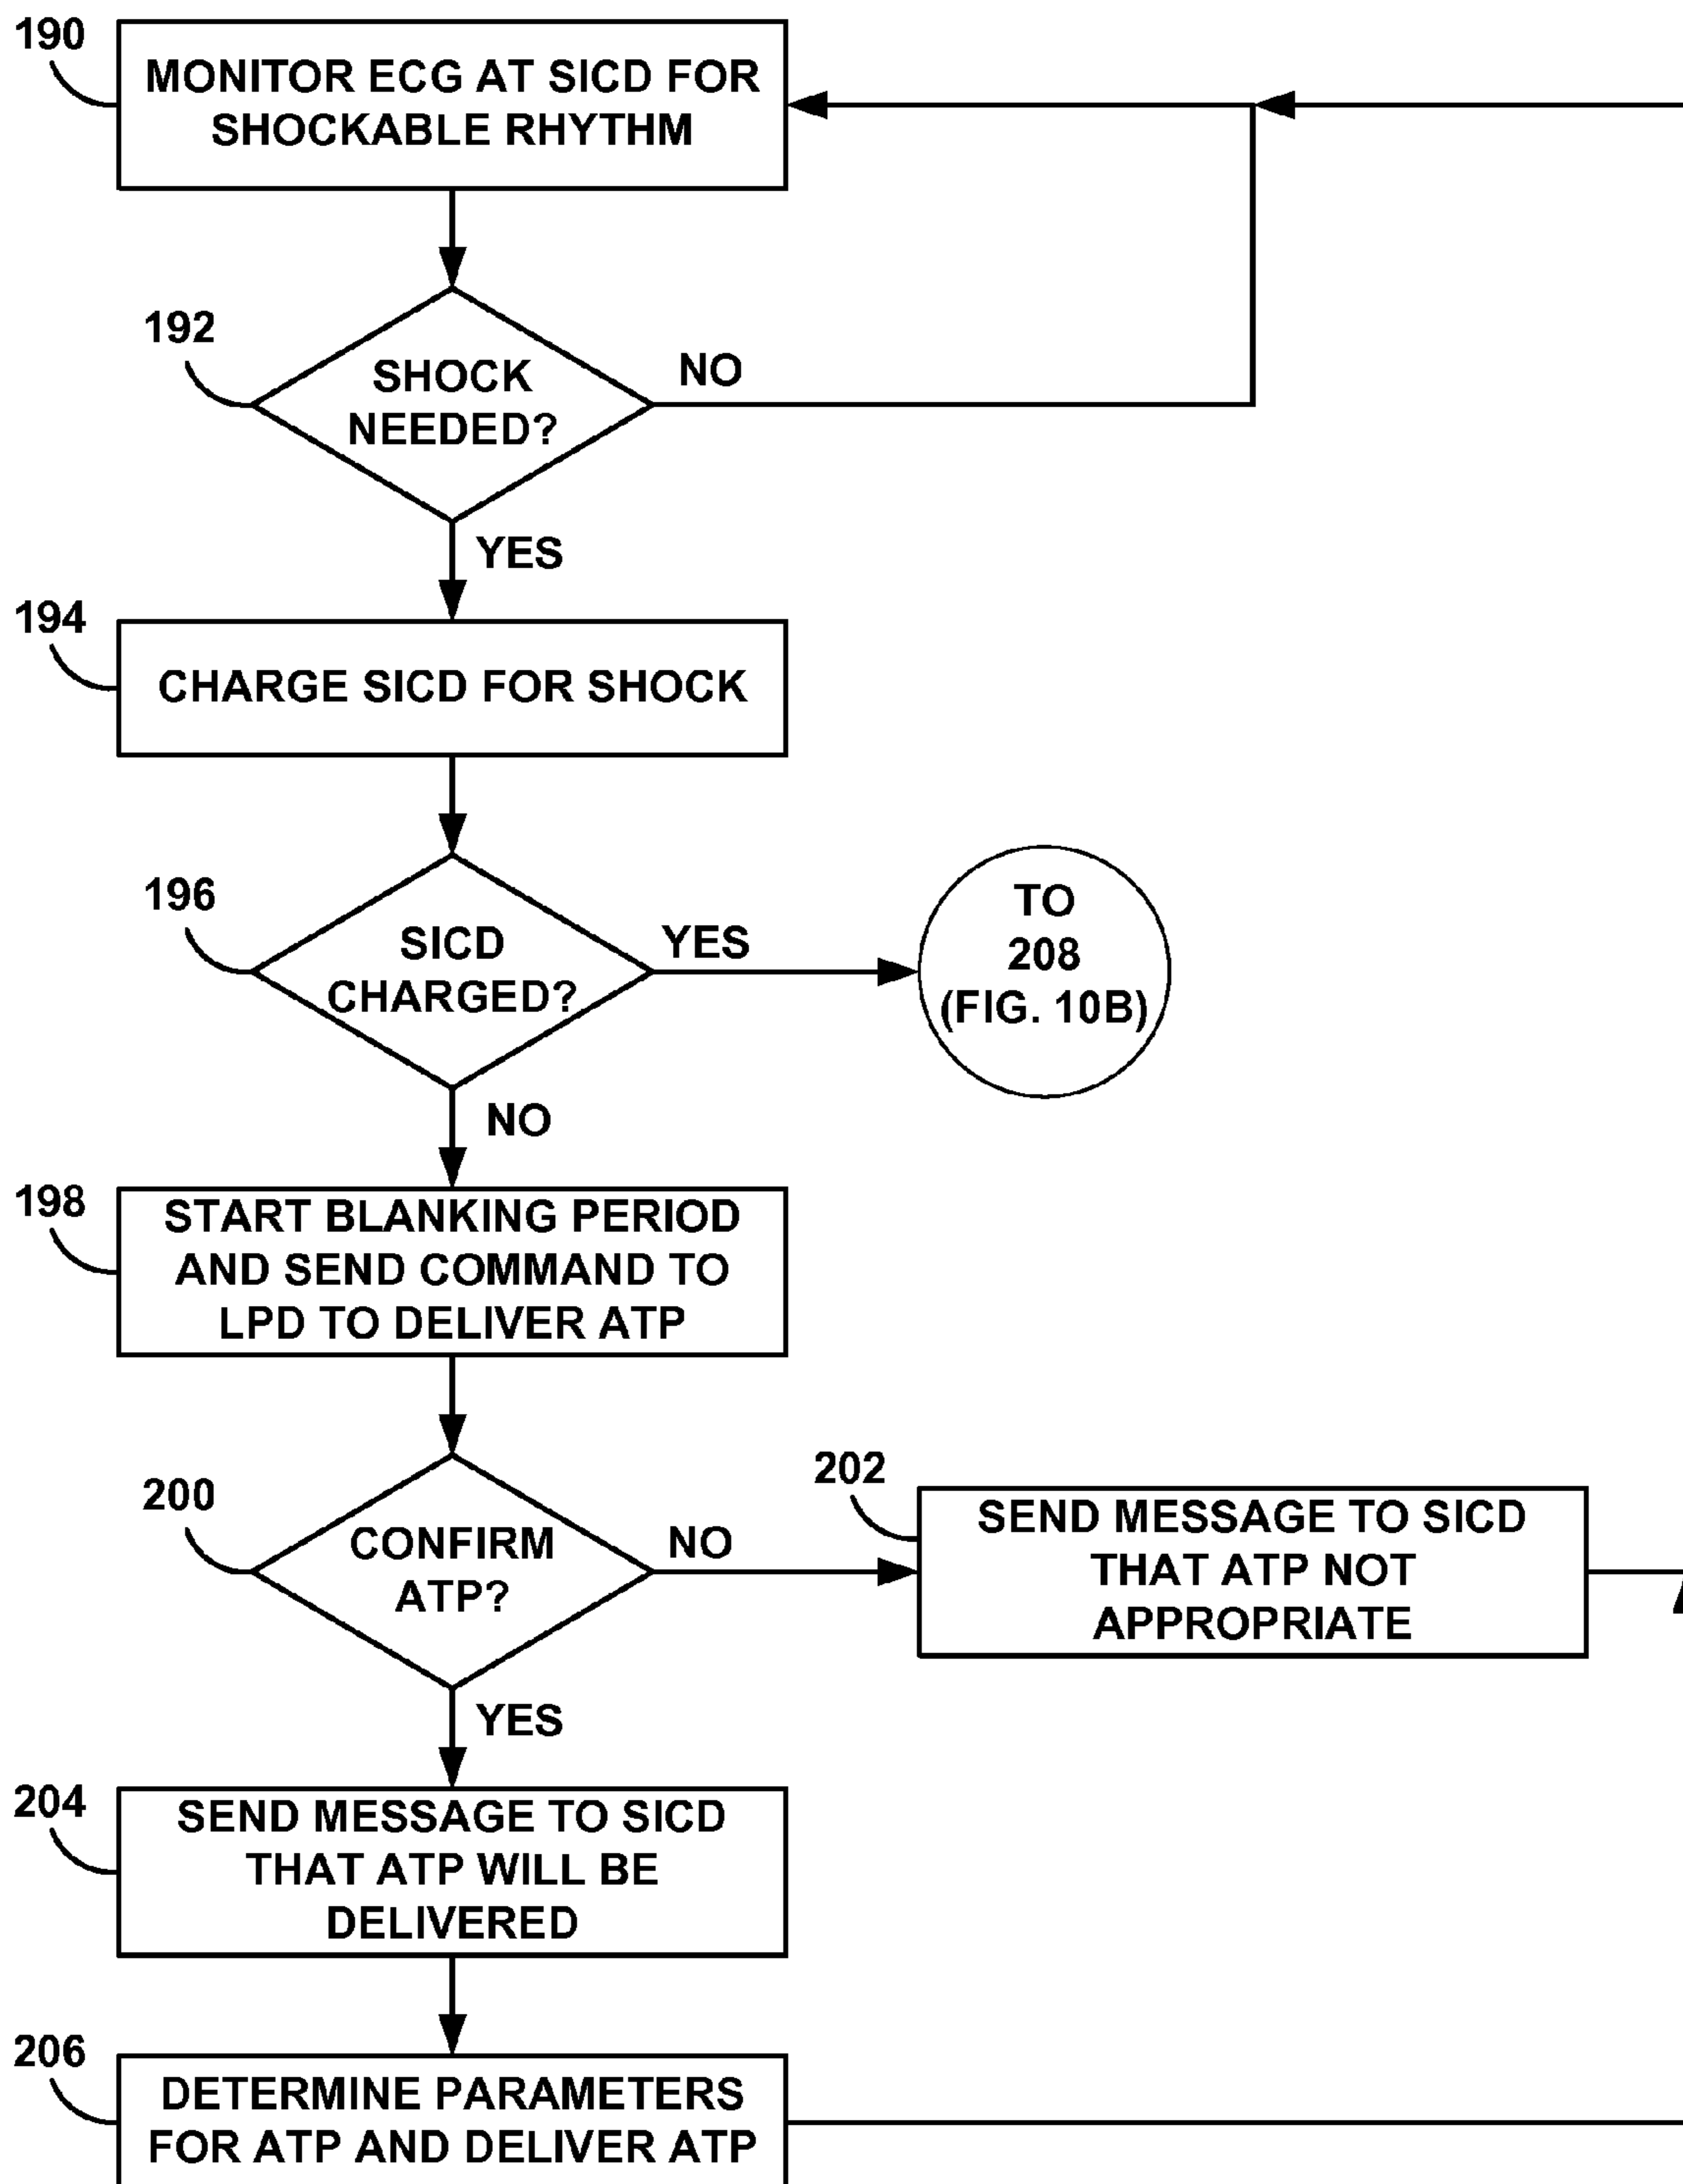 190
MONITOR ECG AT SICD FOR
SHOCKABLE RHYTHM
192
SHOCK
NEEDED?
NO
YES
194
CHARGE SICD FOR SHOCK
196
SICD
CHARGED?
YES
TO
208
(FIG. 10B)
NO
198
START BLANKING PERIOD
AND SEND COMMAND TO
LPD TO DELIVER ATP
200
CONFIRM
ATP?
NO
202
SEND MESSAGE TO SICD
THAT ATP NOT
APPROPRIATE
YES
204
SEND MESSAGE TO SICD
THAT ATP WILL BE
DELIVERED
206
DETERMINE PARAMETERS
FOR ATP AND DELIVER ATP